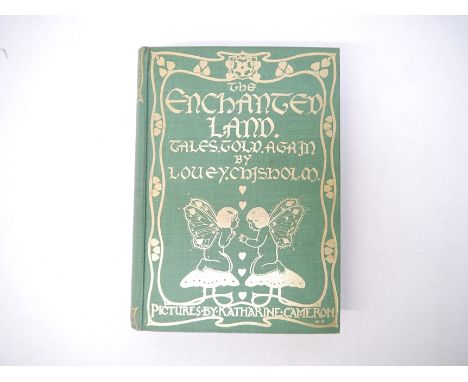 THE
ENCHANTED
LAND.
TALES.TOLD.AGAIN
BY
LOUEY.CHISHOLM.
PICTURES·BY·KATHARINE·CAMERON